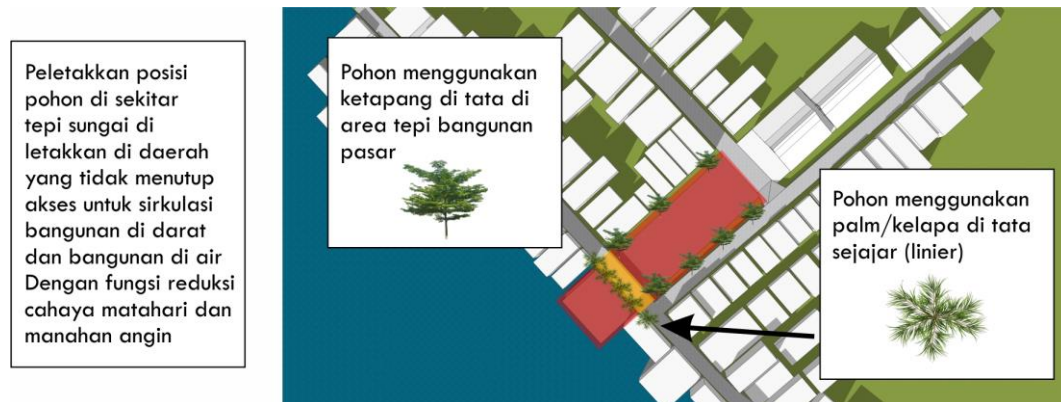 Peletakkan posisi
pohon di sekitar
tepi sungai di
letakkan di daerah
yang tidak menutup
akses untuk sirkulasi
bangunan di darat
dan bangunan di air
Dengan fungsi reduksi
cahaya matahari dan
manahan angin
Pohon menggunakan
ketapang di tata di
area tepi bangunan
pasar
Pohon menggunakan
palm/kelapa di tata
sejajar (linier)